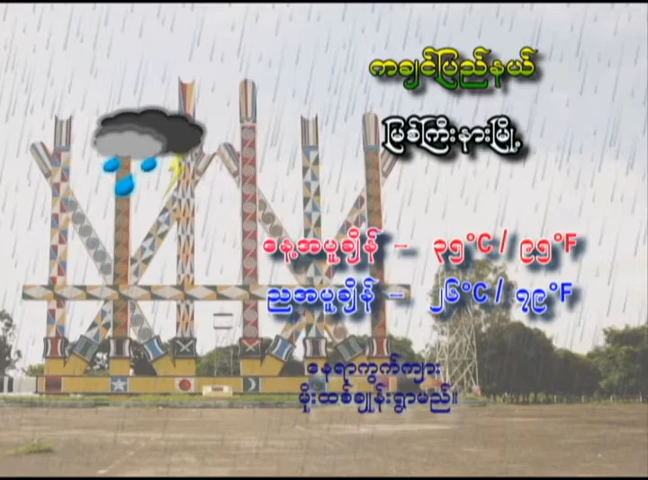 ကချင်ပြည်နယ်
မြစ်ကြီးနားမြို့
နေ့အပူချိန် – ၃၅°C / ၉၅°F
ညအပူချိန် – ၂၆°C / ၇၉°F
နေရာကွက်ကျား
မိုးထစ်ချုန်းရွာမည်။